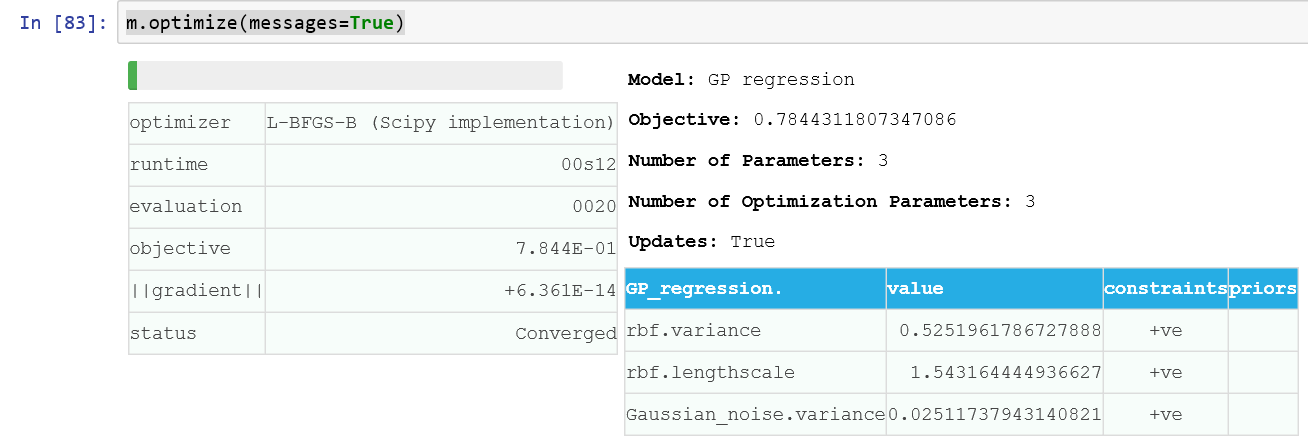 In [83]: m.optimize(messages=True)
optimizer L-BFGS-B (Scipy implementation)
runtime 00s12
evaluation 0020
objective 7.844E-01
||gradient|| +6.361E-14
status Converged
Model: GP regression
Objective: 0.7844311807347086
Number of Parameters: 3
Number of Optimization Parameters: 3
Updates: True
GP_regression. value constraints priors
rbf.variance 0.5251961786727888 +ve
rbf.lengthscale 1.543164444936627 +ve
Gaussian_noise.variance 0.02511737943140821 +ve